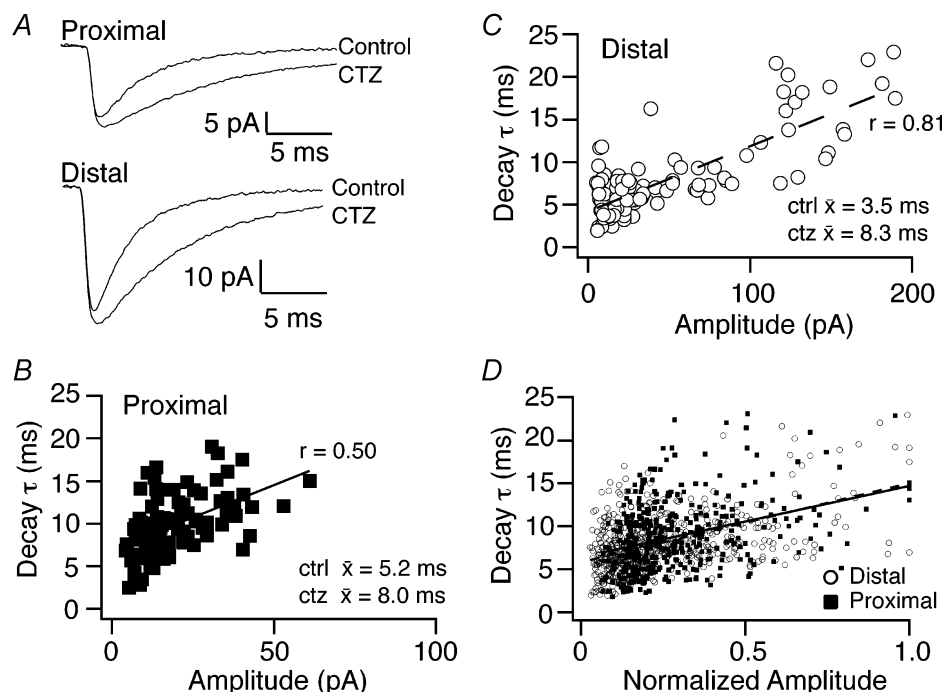 A
Proximal
Control
CTZ
5 pA
5 ms
Distal
Control
CTZ
10 pA
5 ms
B
25
20
15
10
5
0
Decay τ (ms)
Proximal
r = 0.50
ctrl x̄ = 5.2 ms
ctz x̄ = 8.0 ms
0
50
100
Amplitude (pA)
C
25
20
15
10
5
0
Decay τ (ms)
Distal
r = 0.81
ctrl x̄ = 3.5 ms
ctz x̄ = 8.3 ms
0
100
200
Amplitude (pA)
D
25
20
15
10
5
0
Decay τ (ms)
Distal
Proximal
0
0.5
1.0
Normalized Amplitude